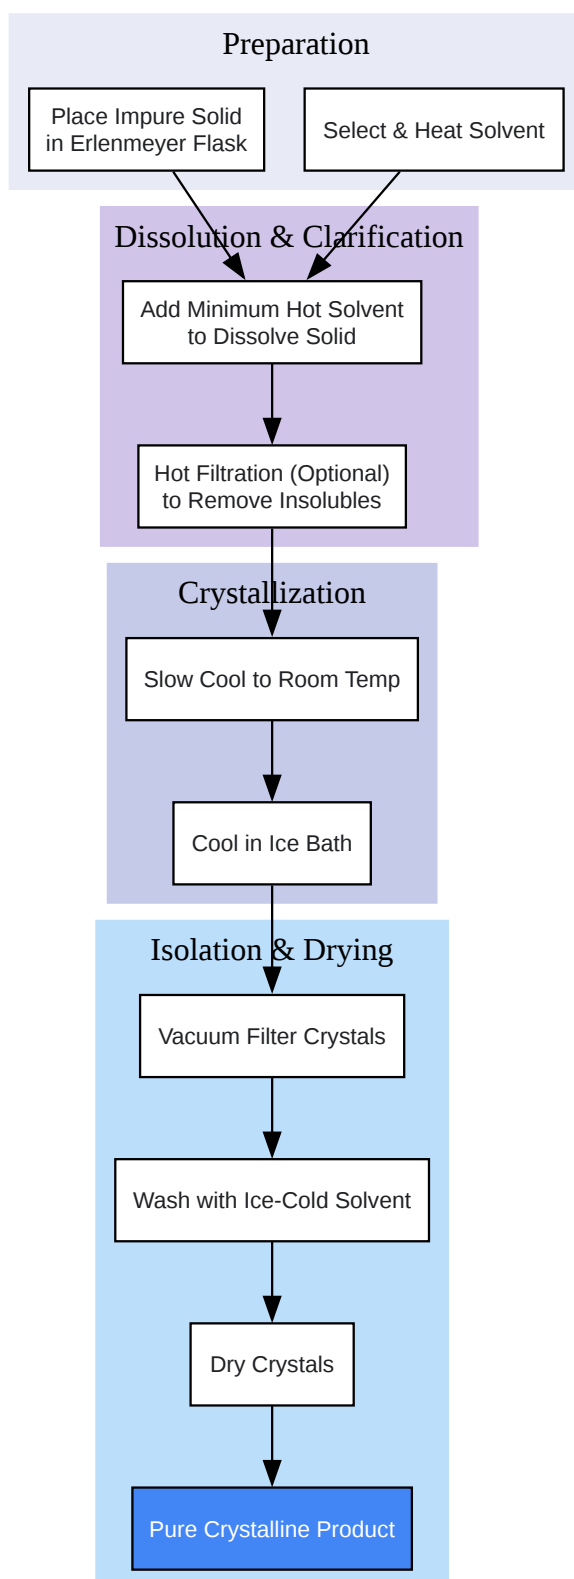 Preparation
Place Impure Solid
in Erlenmeyer Flask
Select & Heat Solvent
Dissolution & Clarification
Add Minimum Hot Solvent
to Dissolve Solid
Hot Filtration (Optional)
to Remove Insolubles
Crystallization
Slow Cool to Room Temp
Cool in Ice Bath
Isolation & Drying
Vacuum Filter Crystals
Wash with Ice-Cold Solvent
Dry Crystals
Pure Crystalline Product